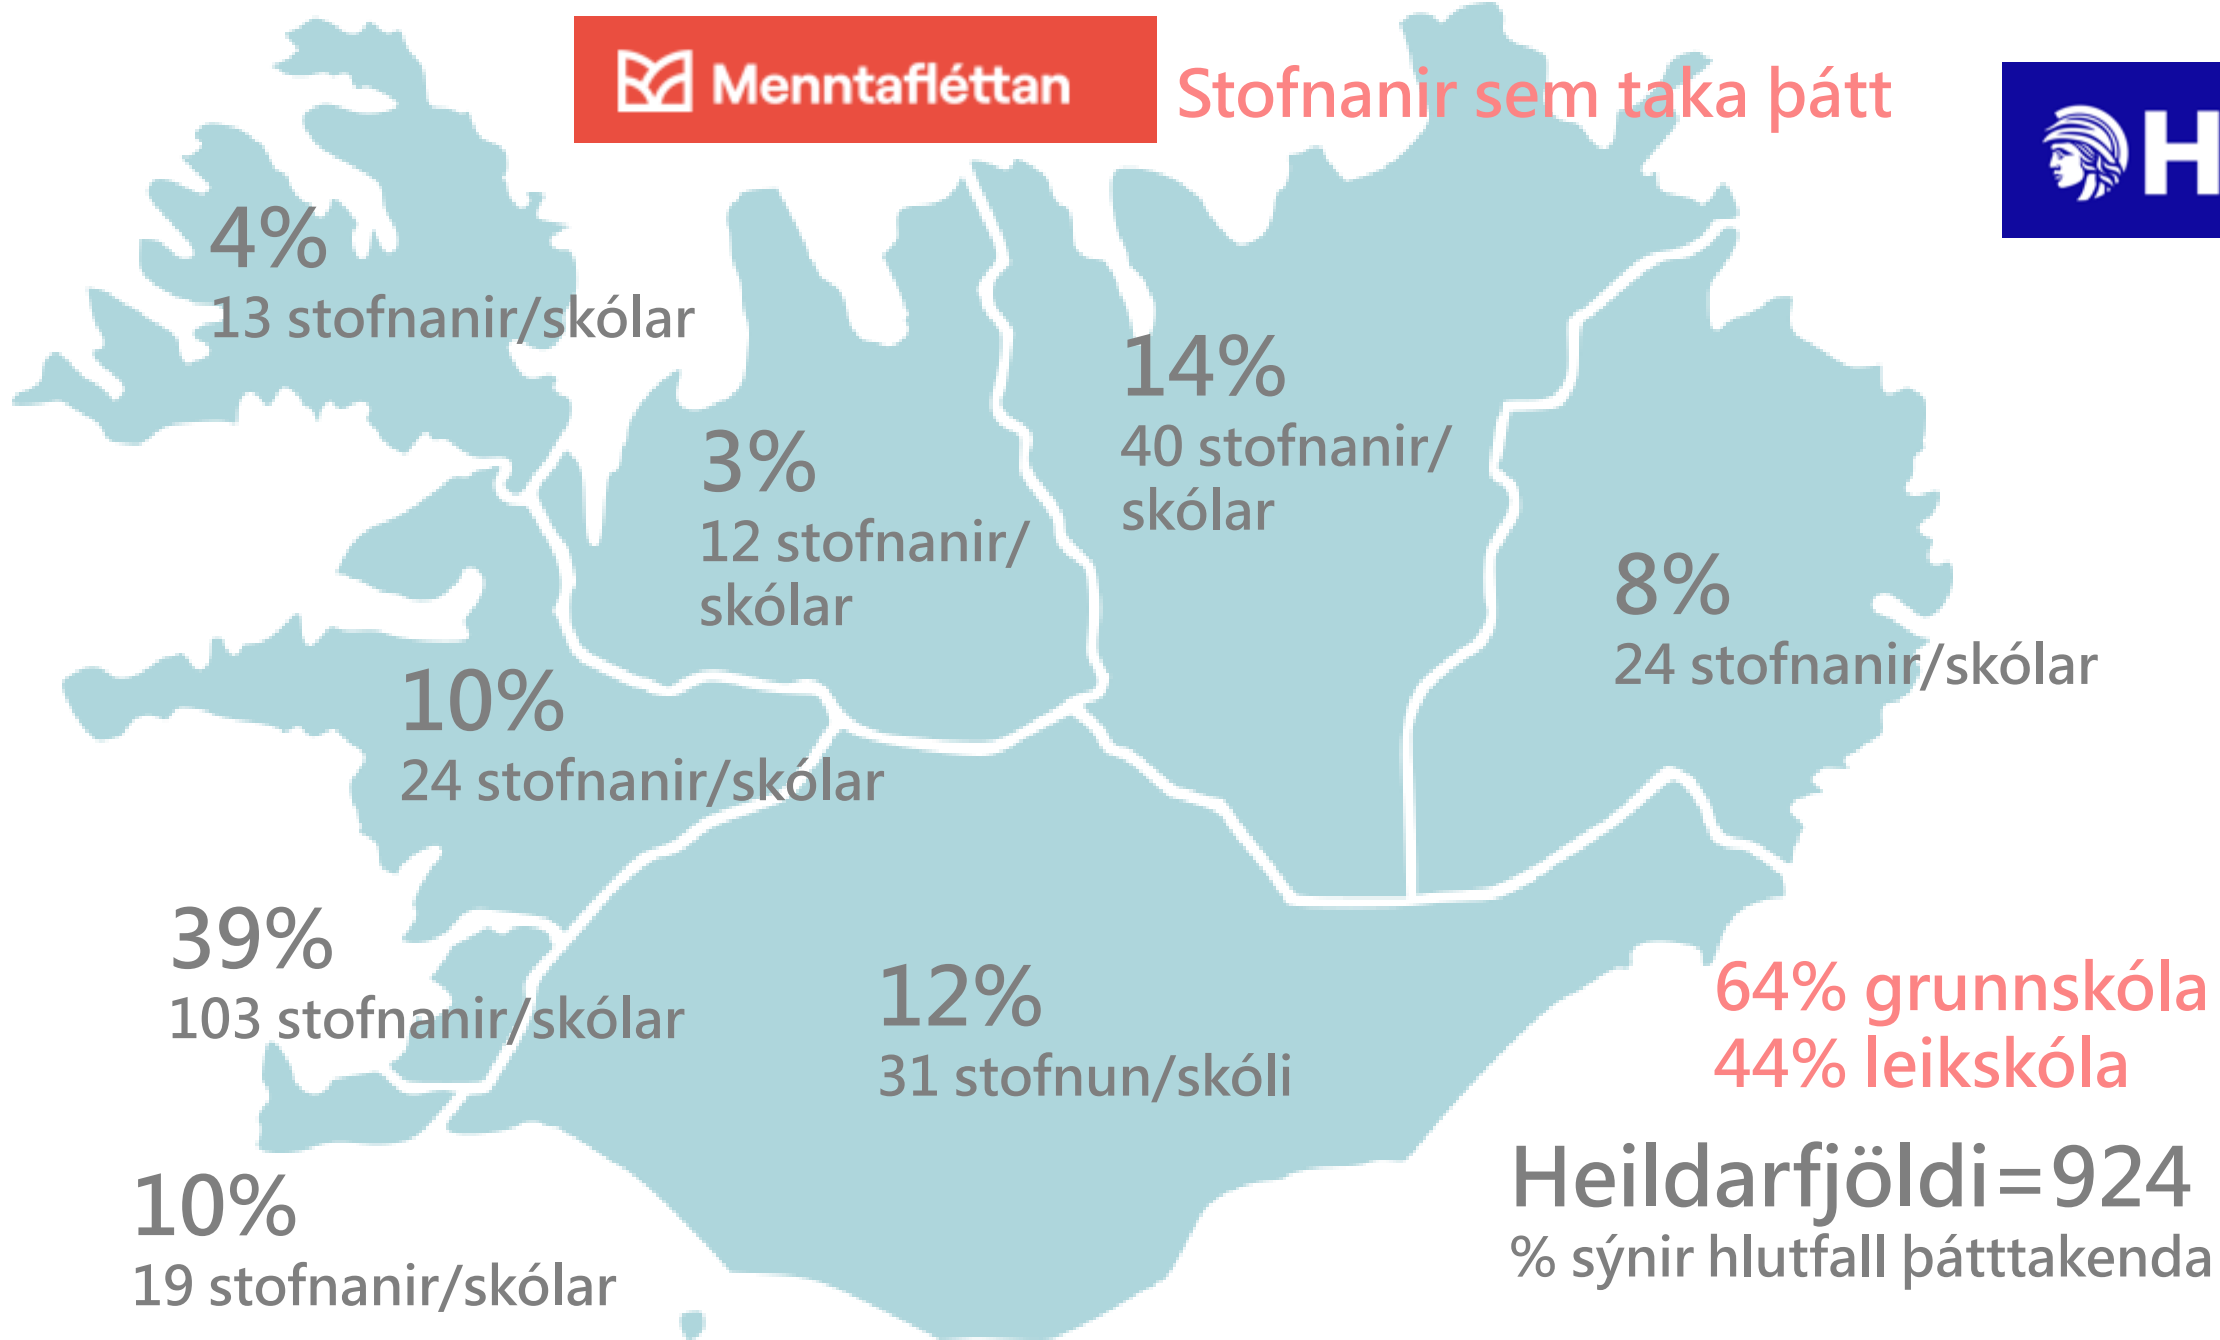 Menntafléttan
Stofnanir sem taka þátt
H
4%
13 stofnanir/skólar
14%
40 stofnanir/
skólar
3%
12 stofnanir/
skólar
8%
24 stofnanir/skólar
10%
24 stofnanir/skólar
39%
103 stofnanir/skólar
12%
31 stofnun/skóli
64% grunnskóla
44% leikskóla
10%
19 stofnanir/skólar
Heildarfjöldi=924
% sýnir hlutfall þátttakenda